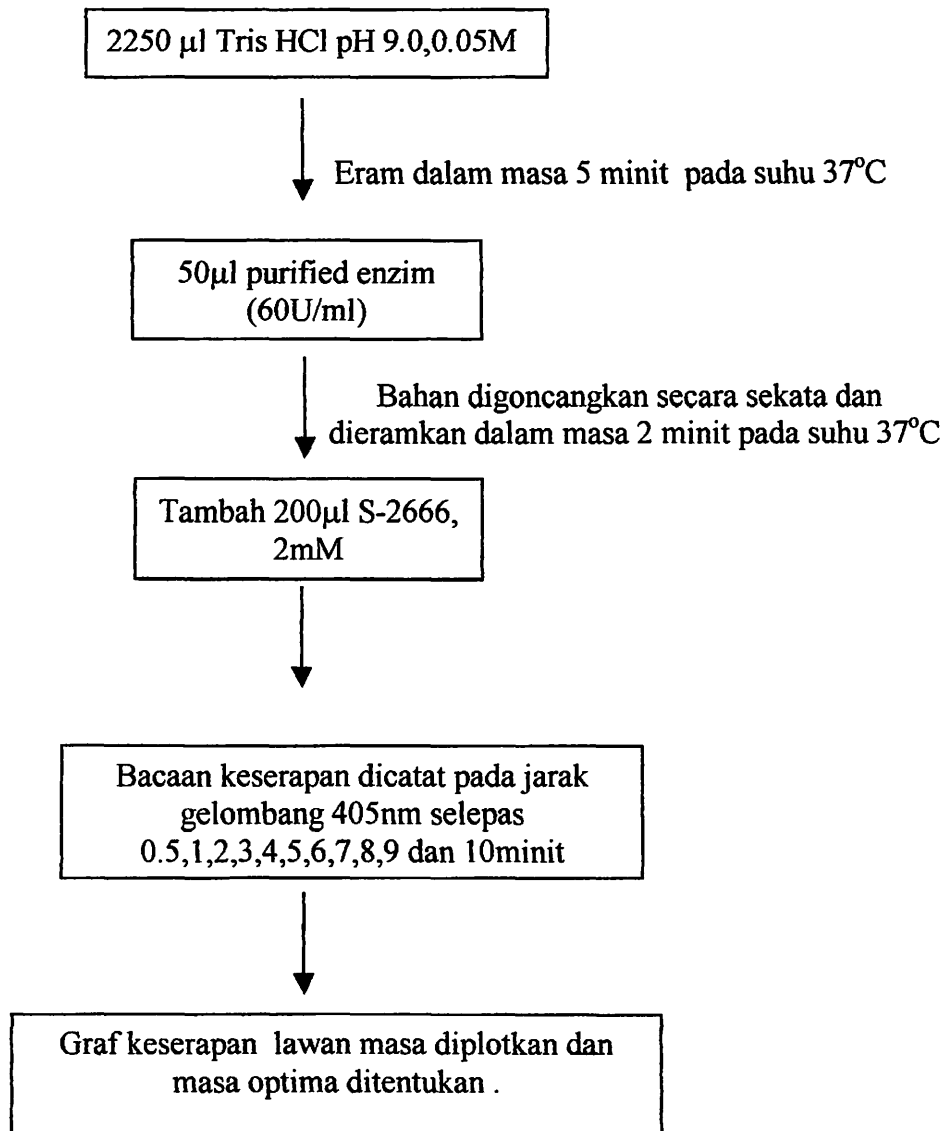 2250 µl Tris HCl pH 9.0,0.05M
Eram dalam masa 5 minit pada suhu 37°C
50µl purified enzim
(60U/ml)
Bahan digoncangkan secara sekata dan
dieramkan dalam masa 2 minit pada suhu 37°C
Tambah 200µl S-2666,
2mM
Bacaan keserapan dicatat pada jarak
gelombang 405nm selepas
0.5,1,2,3,4,5,6,7,8,9 dan 10minit
Graf keserapan lawan masa diplotkan dan
masa optima ditentukan .